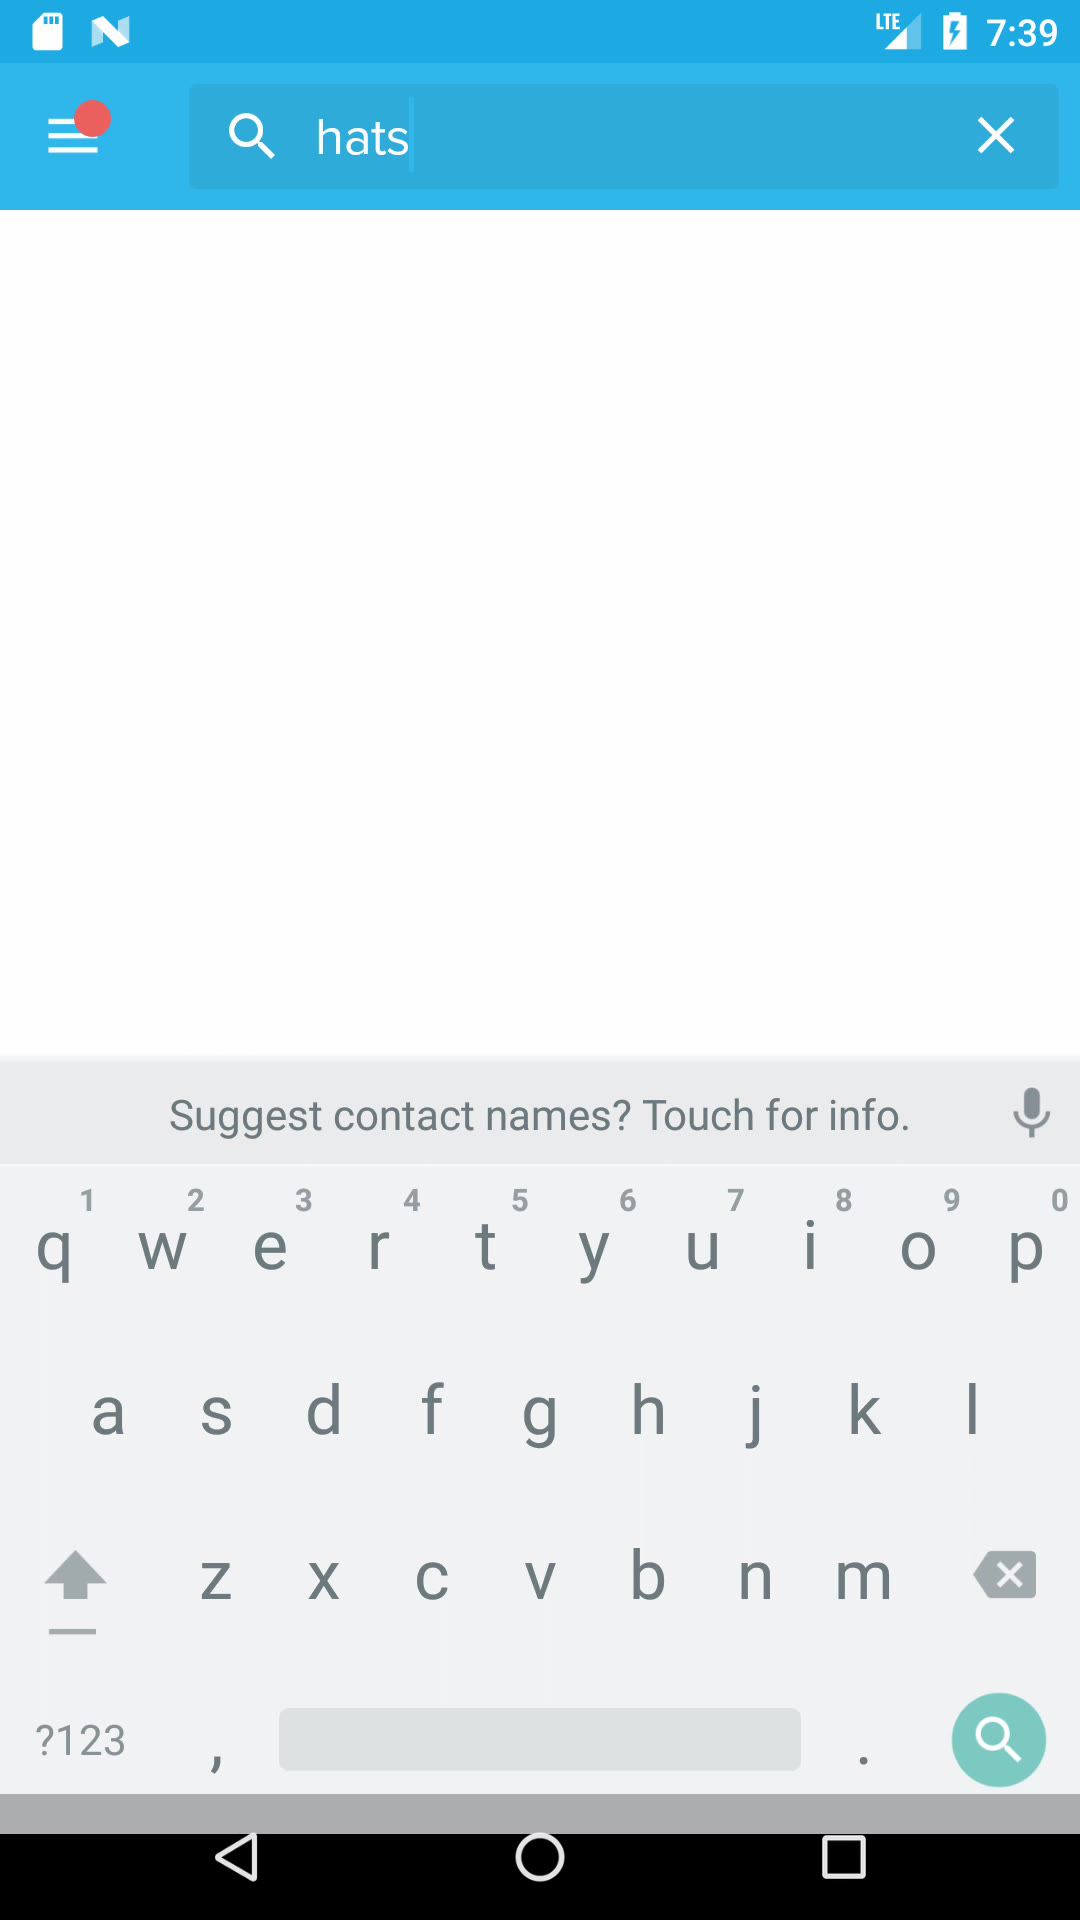 LTE 7:39
hats
Suggest contact names? Touch for info.
1 2 3 4 5 6 7 8 9 0
q w e r t y u i o p
a s d f g h j k l
z x c v b n m
?123 , .